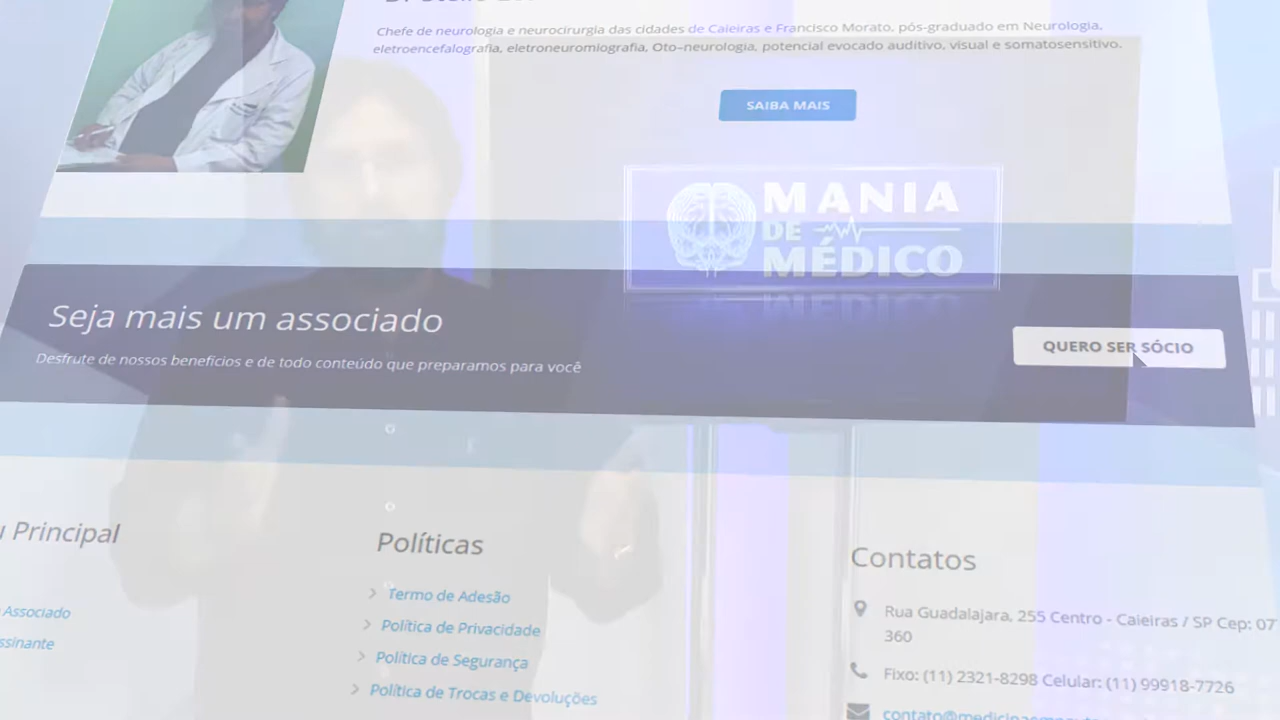 Chefe de neurologia e neurocirurgia das cidades de Caieiras e Francisco Morato, pós-graduado em Neurologia,
eletroencefalografia, eletroneuromiografia, Oto-neurologia, potencial evocado auditivo, visual e somatosensitivo.
SAIBA MAIS
MANIA
DE
MÉDICO
Seja mais um associado
Desfrute de nossos benefícios e de todo conteúdo que preparamos para você
QUERO SER SÓCIO
Principal
Associado
Políticas
Termo de Adesão
Política de Privacidade
Política de Segurança
Política de Trocas e Devoluções
Contatos
Rua Guadalajara, 255 Centro - Caieiras / SP Cep: 07
360
Fixo: (11) 2321-8298 Celular: (11) 99918-7726